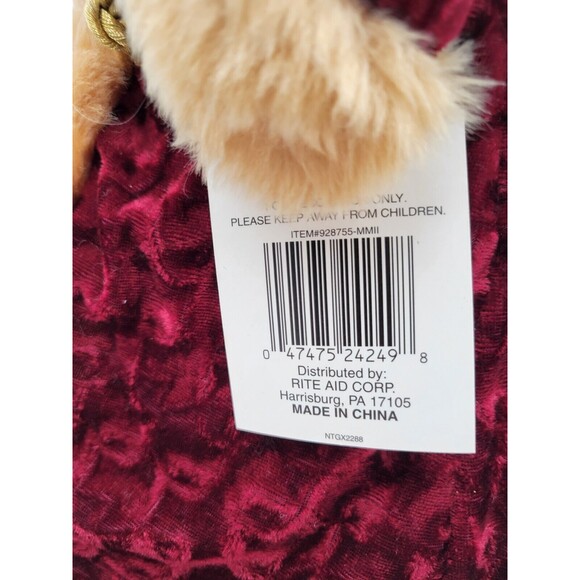 ONLY.
PLEASE KEEP AWAY FROM CHILDREN.
ITEM#928755-MMII
0 47475 24249 8
Distributed by:
RITE AID CORP.
Harrisburg, PA 17105
MADE IN CHINA
NTGX2288